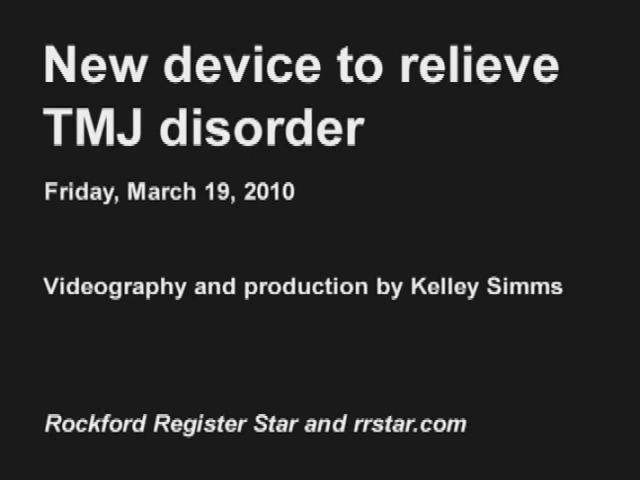 New device to relieve
TMJ disorder
Friday, March 19, 2010
Videography and production by Kelley Simms
Rockford Register Star and rrstar.com